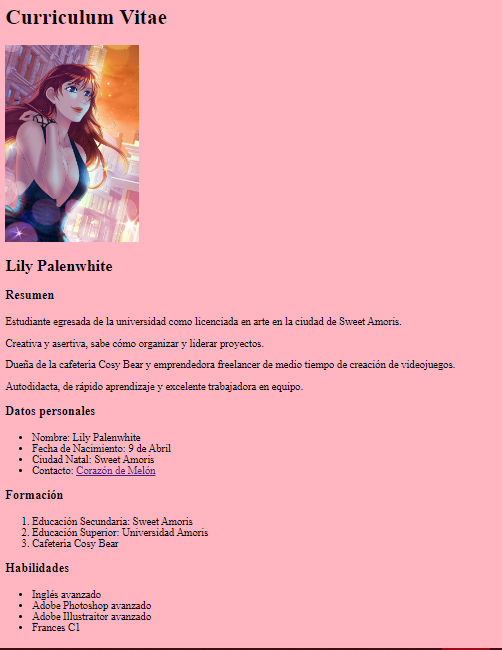 Curriculum Vitae
Lily Palenwhite
Resumen
Estudiante egresada de la universidad como licenciada en arte en la ciudad de Sweet Amoris.
Creativa y asertiva, sabe cómo organizar y liderar proyectos.
Dueña de la cafeteria Cosy Bear y emprendedora freelancer de medio tiempo de creación de videojuegos.
Autodidacta, de rápido aprendizaje y excelente trabajadora en equipo.
Datos personales
• Nombre: Lily Palenwhite
• Fecha de Nacimiento: 9 de Abril
• Ciudad Natal: Sweet Amoris
• Contacto: Corazón de Melón
Formación
1. Educación Secundaria: Sweet Amoris
2. Educación Superior: Universidad Amoris
3. Cafeteria Cosy Bear
Habilidades
• Inglés avanzado
• Adobe Photoshop avanzado
• Adobe Illustraitor avanzado
• Frances C1